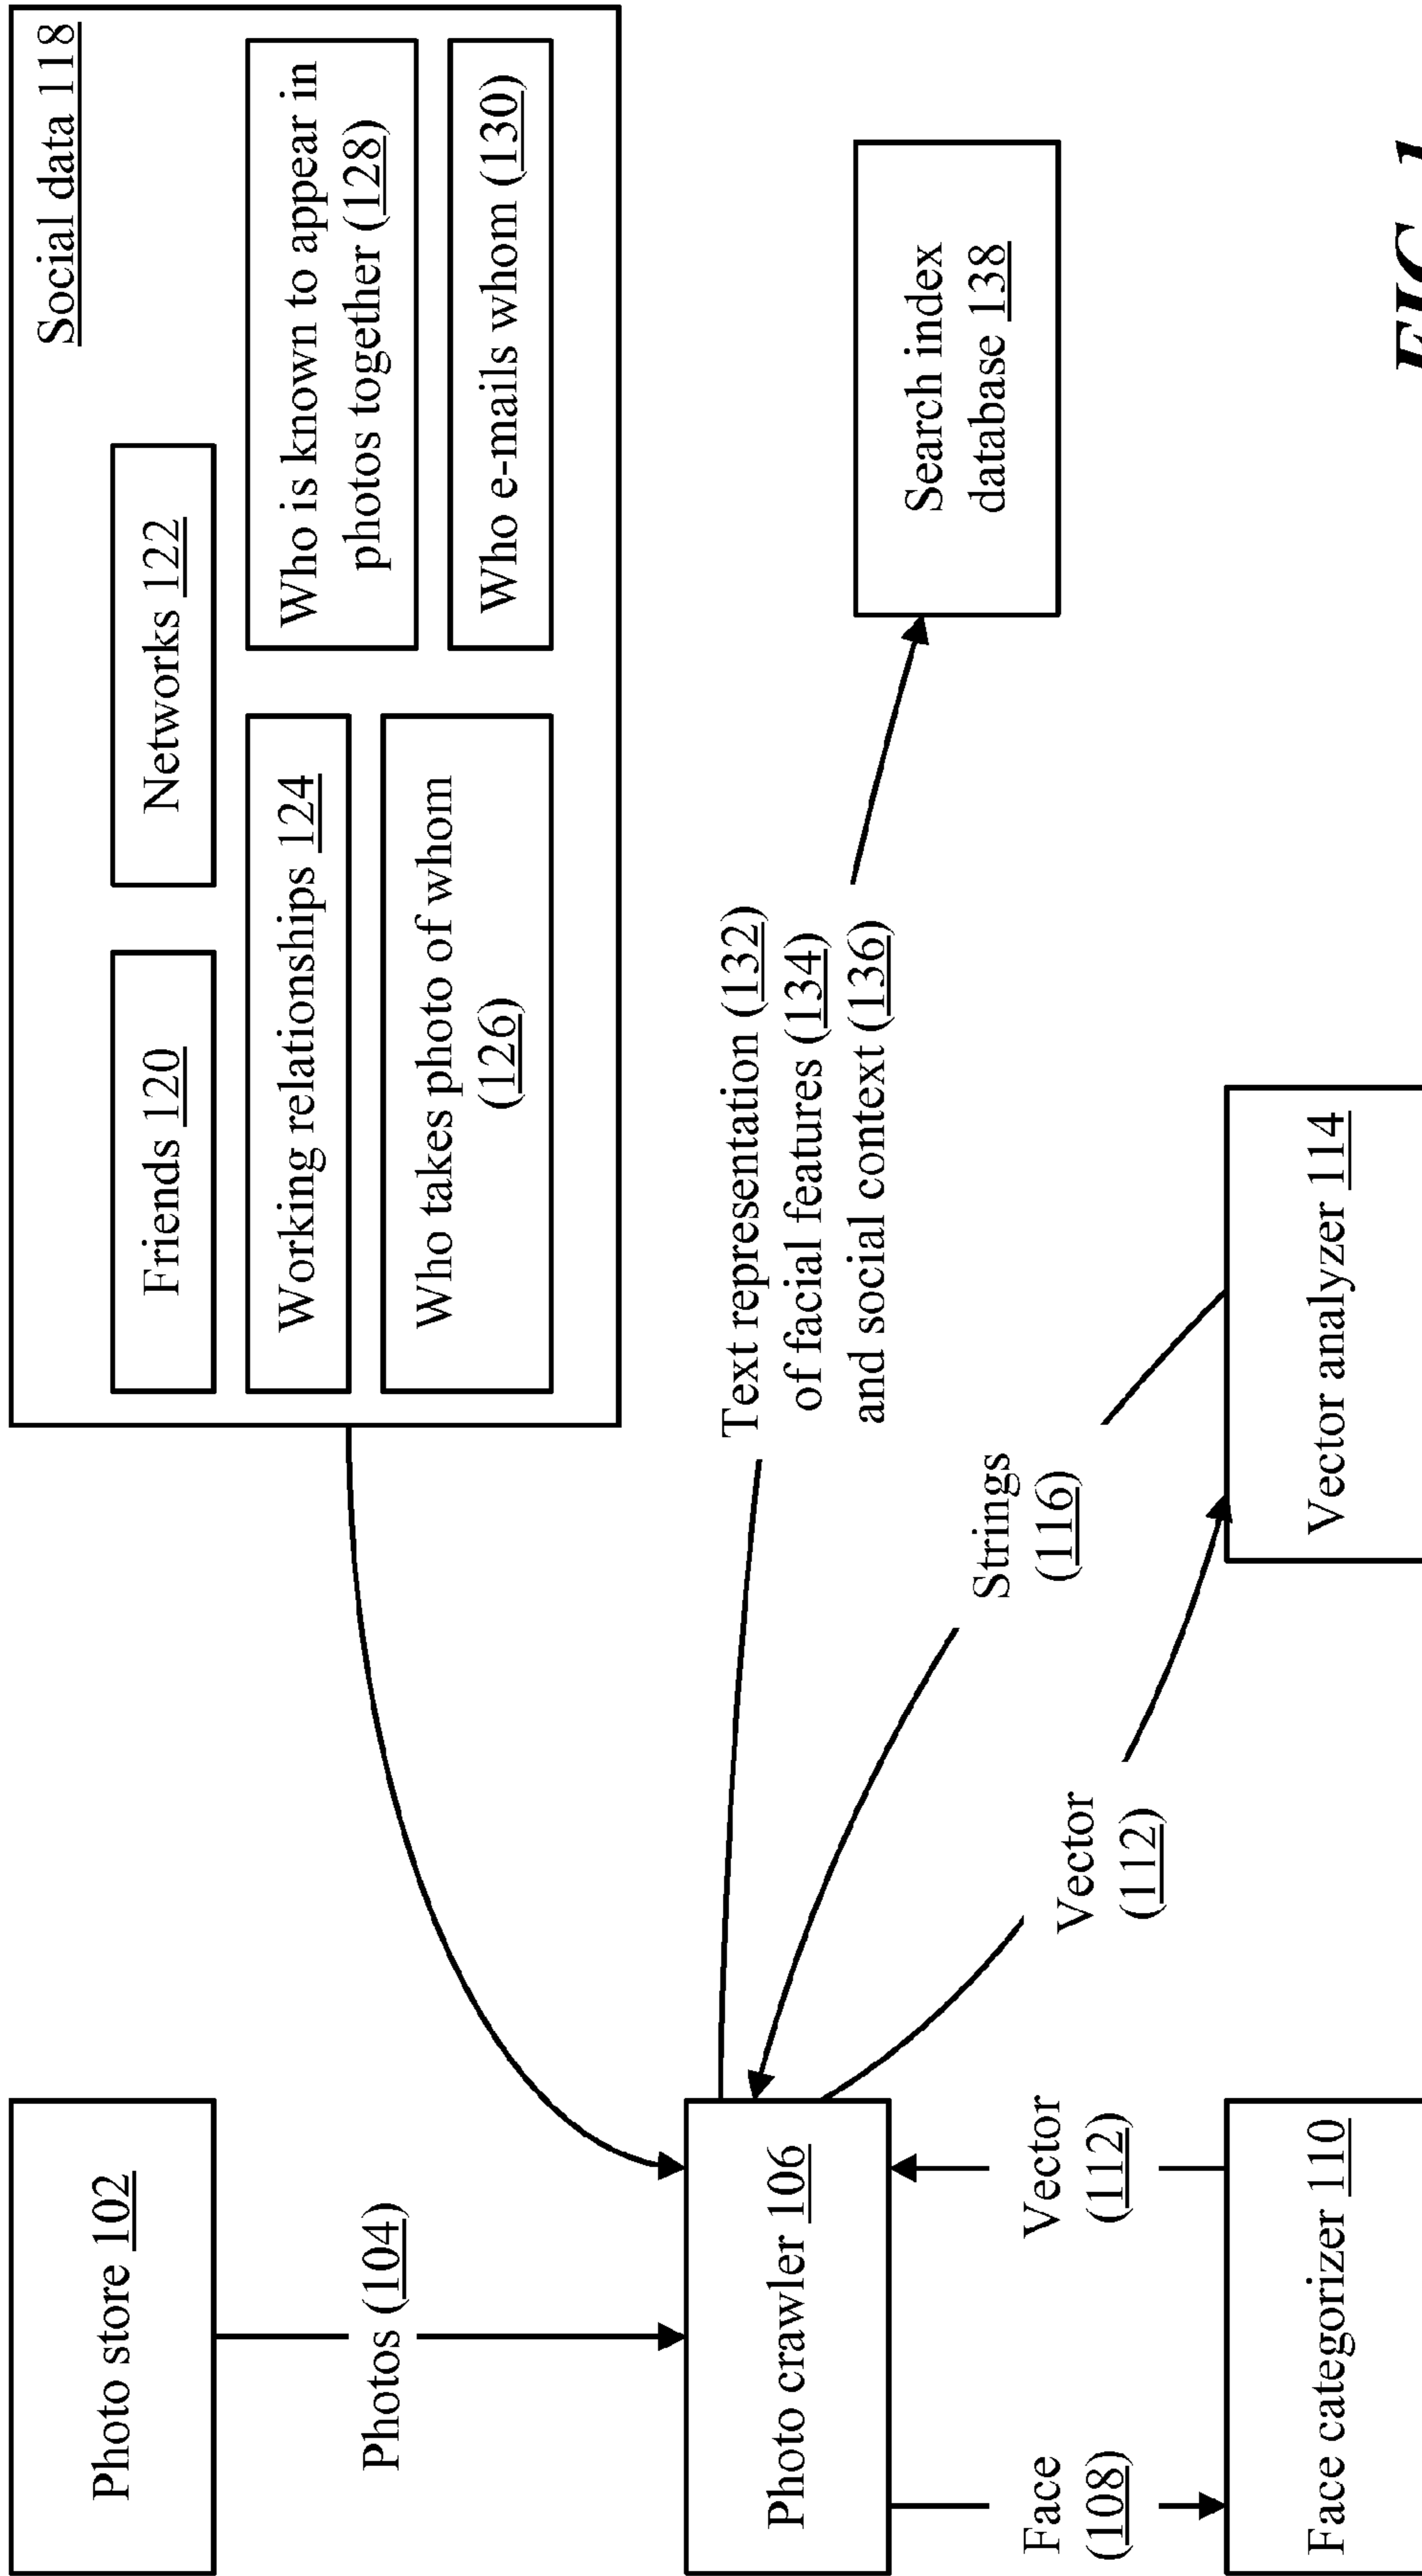 Photo store 102
Photos (104)
Photo crawler 106
Face
(108)
Vector
(112)
Face categorizer 110
Vector
(112)
Strings
(116)
Vector analyzer 114
Text representation (132)
of facial features (134)
and social context (136)
Search index
database 138
Social data 118
Friends 120
Networks 122
Working relationships 124
Who takes photo of whom
(126)
Who is known to appear in
photos together (128)
Who e-mails whom (130)